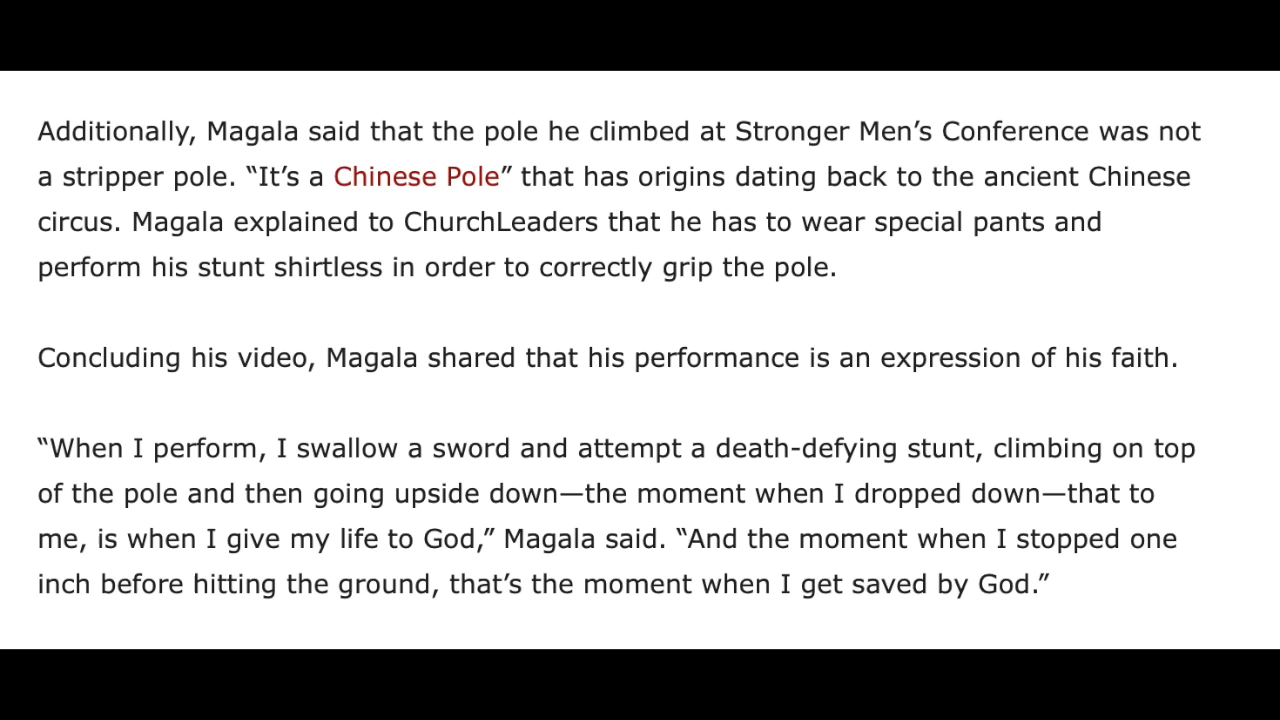 Additionally, Magala said that the pole he climbed at Stronger Men’s Conference was not
a stripper pole. “It’s a Chinese Pole” that has origins dating back to the ancient Chinese
circus. Magala explained to ChurchLeaders that he has to wear special pants and
perform his stunt shirtless in order to correctly grip the pole.
Concluding his video, Magala shared that his performance is an expression of his faith.
“When I perform, I swallow a sword and attempt a death-defying stunt, climbing on top
of the pole and then going upside down—the moment when I dropped down—that to
me, is when I give my life to God,” Magala said. “And the moment when I stopped one
inch before hitting the ground, that’s the moment when I get saved by God.”